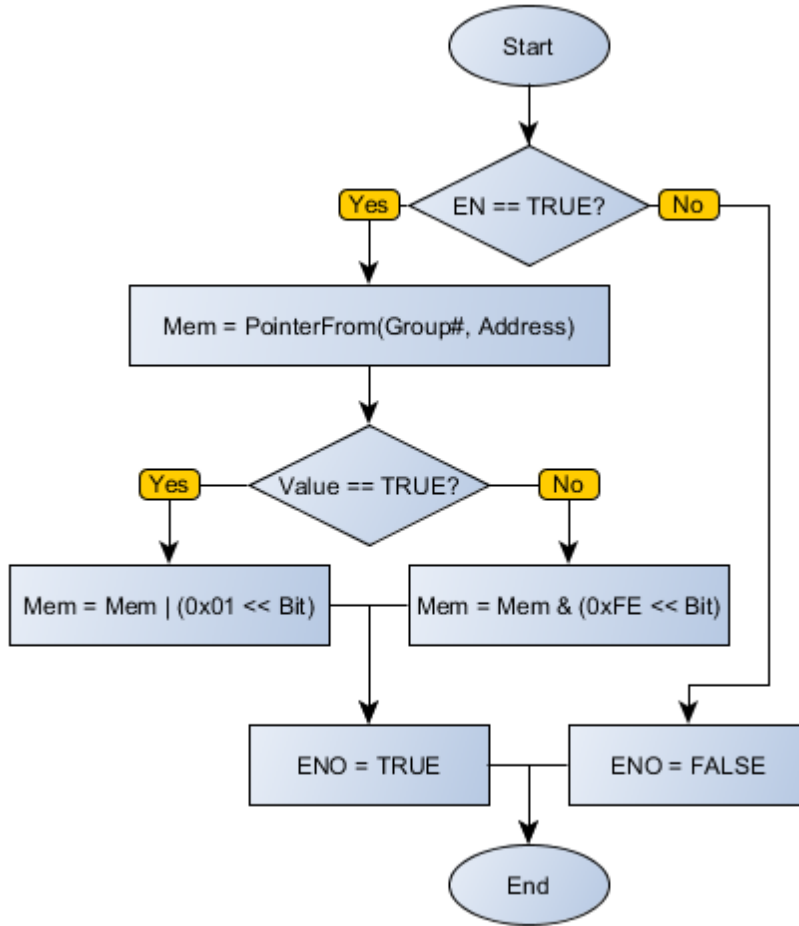 Start
EN == TRUE?
Yes
No
Mem = PointerFrom(Group#, Address)
Value == TRUE?
Yes
No
Mem = Mem | (0x01 << Bit)
Mem = Mem & (0xFE << Bit)
ENO = TRUE
ENO = FALSE
End